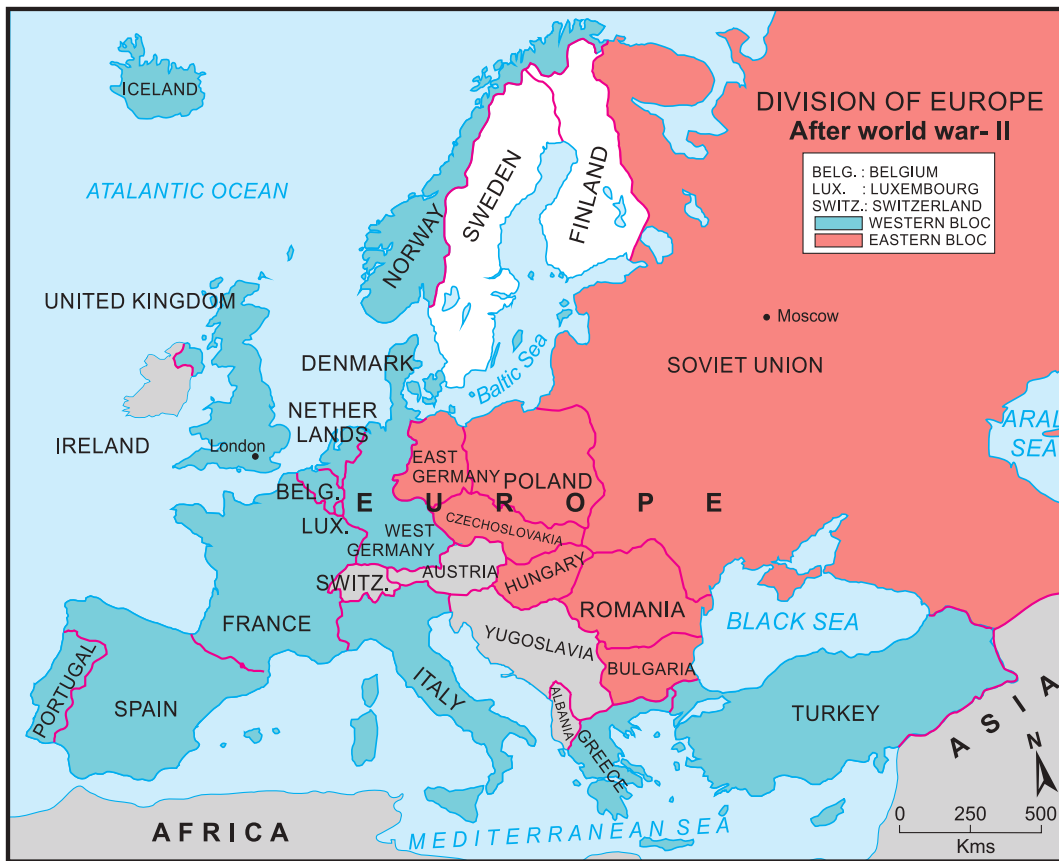 DIVISION OF EUROPE
After world war- II
BELG. : BELGIUM
LUX. : LUXEMBOURG
SWITZ.: SWITZERLAND
WESTERN BLOC
EASTERN BLOC
ICELAND
ATALANTIC OCEAN
NORWAY
SWEDEN
FINLAND
UNITED KINGDOM
Moscow
SOVIET UNION
DENMARK
Baltic Sea
NETHER
LANDS
IRELAND
London
ARAL
SEA
EAST
GERMANY
POLAND
BELG.
EUROPE
LUX.
WEST
GERMANY
CZECHOSLOVAKIA
SWITZ.
AUSTRIA
HUNGARY
FRANCE
ROMANIA
YUGOSLAVIA
BLACK SEA
BULGARIA
PORTUGAL
SPAIN
ITALY
ALBANIA
GREECE
TURKEY
ASIA
N
0 250 500
Kms
AFRICA
MEDITERRANEAN SEA